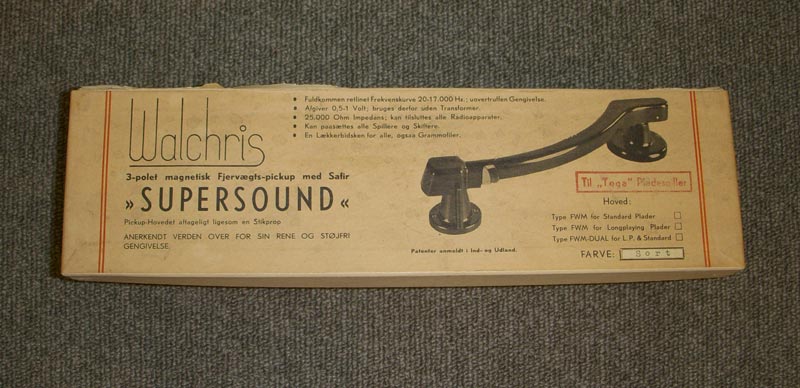 Walchris
3-polet magnetisk Fjervægts-pickup med Safir
»SUPERSOUND«
Pickup-Hovedet aftageligt ligesom en Stikprop
ANERKENDT VERDEN OVER FOR SIN RENE OG STØJFRI
GENGIVELSE.
• Fuldkommen retlinet Frekvenskurve 20-17.000 Hz.; uovertruffen Gengivelse.
• Afgiver 0,5-1 Volt; bruges derfor uden Transformer.
• 25.000 Ohm Impedans; kan tilsluttes alle Radioapparater.
• Kan paasættes alle Spillere og Skiftere.
• En Lækkerbidsken for alle, ogsaa Grammofiler.
Patenter anmeldt i Ind- og Udland.
Til „Toga" Pladespiller
Hoved:
Type FWM for Standard Plader
Type FWM for Longplaying Plader
Type FWM-DUAL for L.P. & Standard
FARVE: Sort